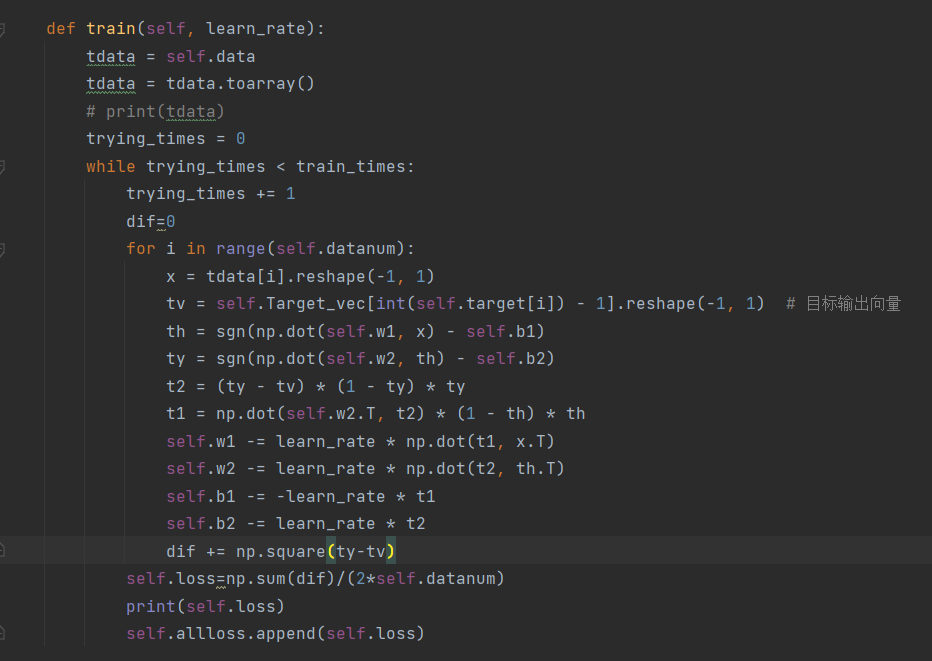 def train(self, learn_rate):
    tdata = self.data
    tdata = tdata.toarray()
    # print(tdata)
    trying_times = 0
    while trying_times < train_times:
        trying_times += 1
        dif=0
        for i in range(self.datanum):
            x = tdata[i].reshape(-1, 1)
            tv = self.Target_vec[int(self.target[i]) - 1].reshape(-1, 1)  # 目标输出向量
            th = sgn(np.dot(self.w1, x) - self.b1)
            ty = sgn(np.dot(self.w2, th) - self.b2)
            t2 = (ty - tv) * (1 - ty) * ty
            t1 = np.dot(self.w2.T, t2) * (1 - th) * th
            self.w1 -= learn_rate * np.dot(t1, x.T)
            self.w2 -= learn_rate * np.dot(t2, th.T)
            self.b1 -= -learn_rate * t1
            self.b2 -= learn_rate * t2
            dif += np.square(ty-tv)
        self.loss=np.sum(dif)/(2*self.datanum)
        print(self.loss)
        self.allloss.append(self.loss)